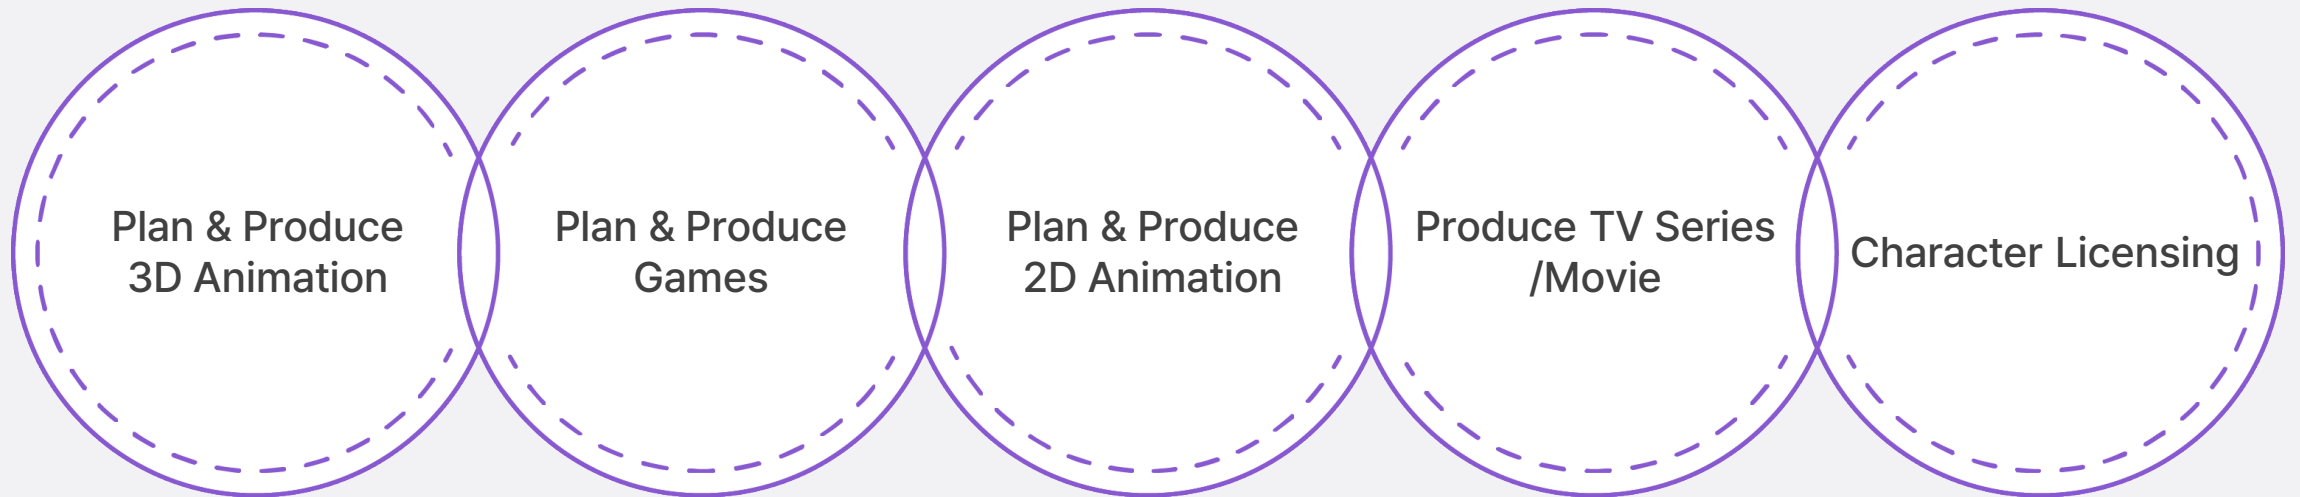 Plan & Produce
3D Animation
Plan & Produce
Games
Plan & Produce
2D Animation
Produce TV Series
/Movie
Character Licensing